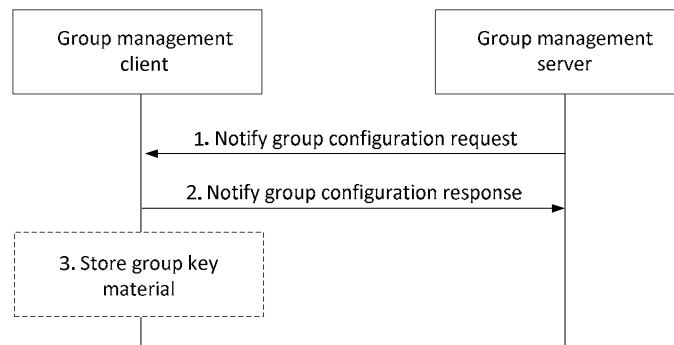 Group management
client
Group management
server
1. Notify group configuration request
2. Notify group configuration response
3. Store group key
material